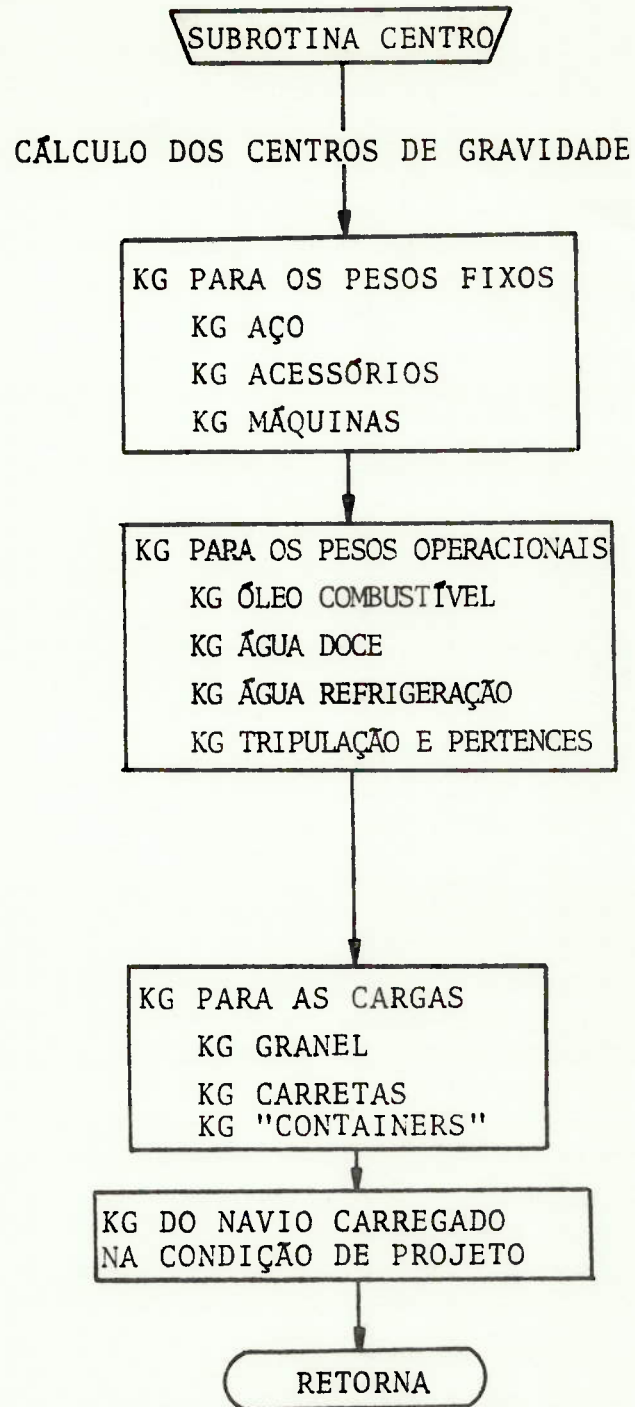 SUBROTINA CENTRO
CÁLCULO DOS CENTROS DE GRAVIDADE
KG PARA OS PESOS FIXOS
KG AÇO
KG ACESSÓRIOS
KG MÁQUINAS
KG PARA OS PESOS OPERACIONAIS
KG ÓLEO COMBUSTÍVEL
KG ÁGUA DOCE
KG ÁGUA REFRIGERAÇÃO
KG TRIPULAÇÃO E PERTENCES
KG PARA AS CARGAS
KG GRANEL
KG CARRETAS
KG "CONTAINERS"
KG DO NAVIO CARREGADO
NA CONDIÇÃO DE PROJETO
RETORNA